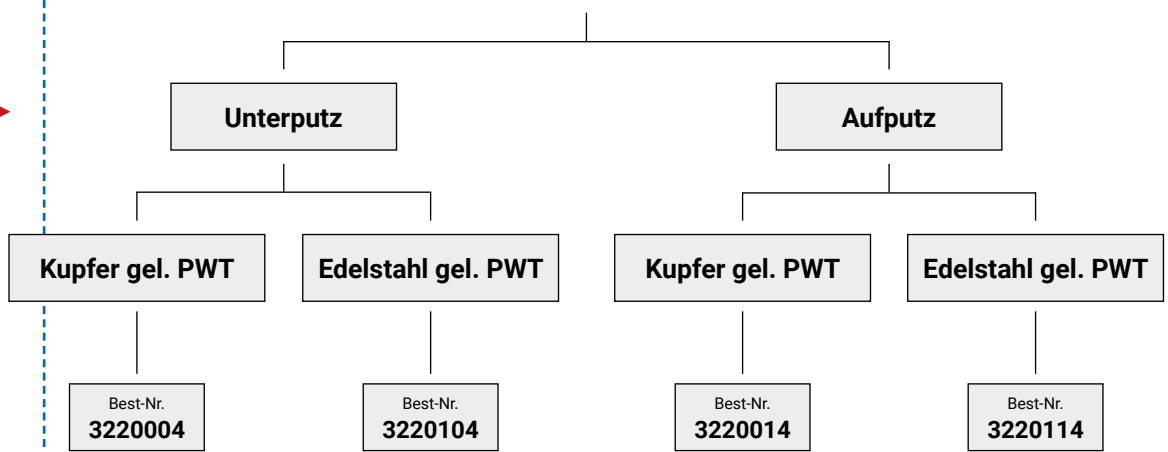 Unterputz
Aufputz
Kupfer gel. PWT
Edelstahl gel. PWT
Kupfer gel. PWT
Edelstahl gel. PWT
Best-Nr.
3220004
Best-Nr.
3220104
Best-Nr.
3220014
Best-Nr.
3220114